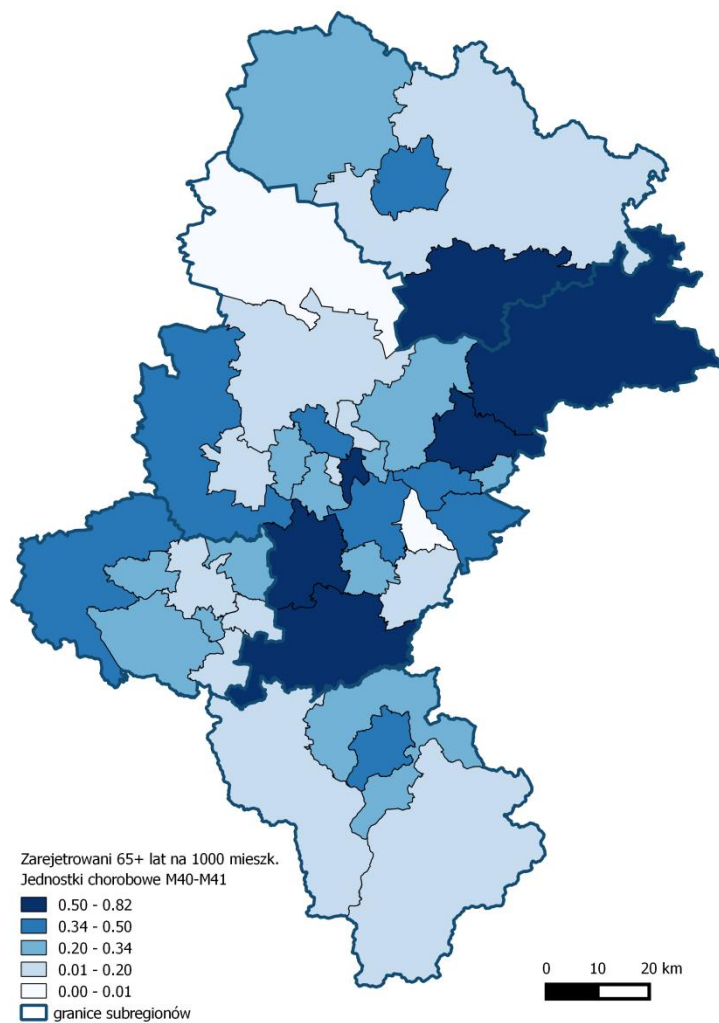 Zarejetrowani 65+ lat na 1000 mieszk.
Jednostki chorobowe M40-M41
0.50 - 0.82
0.34 - 0.50
0.20 - 0.34
0.01 - 0.20
0.00 - 0.01
granice subregionów
0 10 20 km